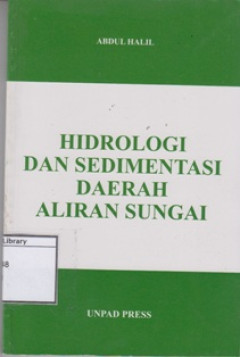 ABDUL HALIL
HIDROLOGI
DAN SEDIMENTASI
DAERAH
ALIRAN SUNGAI
Library
UNPAD PRESS